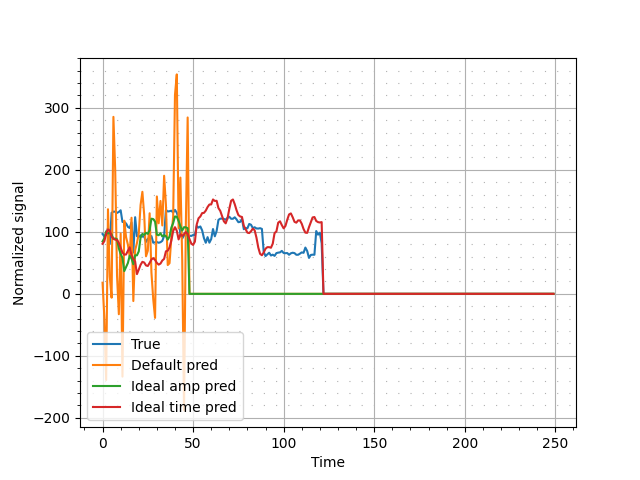 Normalized signal
300
200
100
0
−100
−200
0
50
100
150
200
250
Time
True
Default pred
Ideal amp pred
Ideal time pred